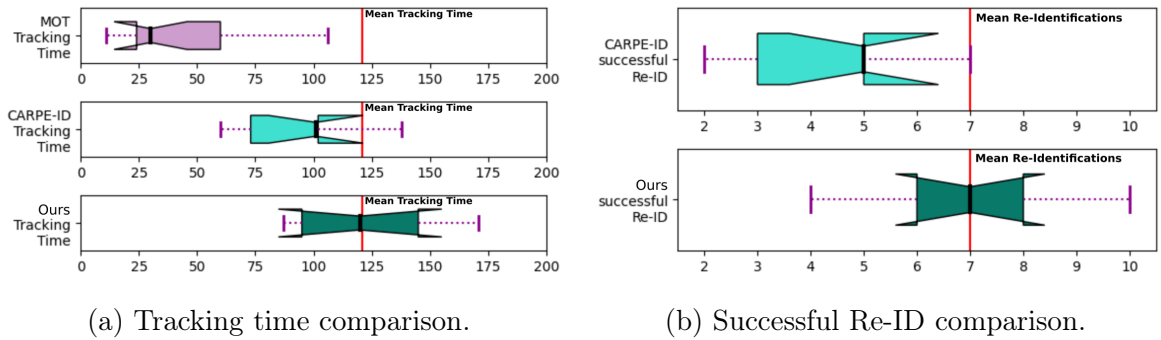 MOT
Tracking
Time
Mean Tracking Time
0 25 50 75 100 125 150 175 200
CARPE-ID
Tracking
Time
Mean Tracking Time
0 25 50 75 100 125 150 175 200
Ours
Tracking
Time
Mean Tracking Time
0 25 50 75 100 125 150 175 200
(a) Tracking time comparison.
CARPE-ID
successful
Re-ID
Mean Re-Identifications
2 3 4 5 6 7 8 9 10
Ours
successful
Re-ID
Mean Re-Identifications
2 3 4 5 6 7 8 9 10
(b) Successful Re-ID comparison.